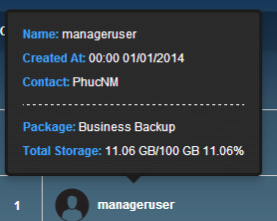 Name: manageruser
Created At: 00:00 01/01/2014
Contact: PhucNM
Package: Business Backup
Total Storage: 11.06 GB/100 GB 11.06%
1 manageruser